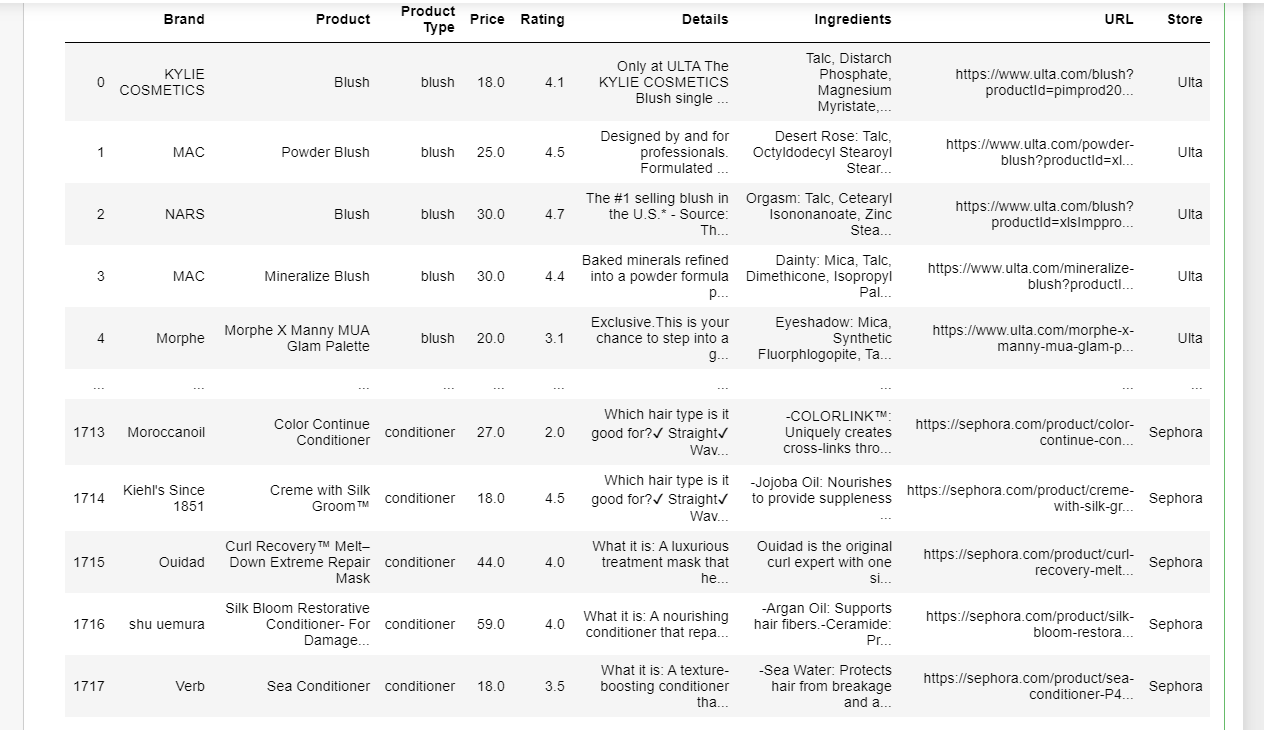 Brand Product Product Type Price Rating Details Ingredients URL Store
0 KYLIE COSMETICS Blush blush 18.0 4.1 Only at ULTA The KYLIE COSMETICS Blush single ... Talc, Distarch Phosphate, Magnesium Myristate,... https://www.ulta.com/blush?productId=pimprod20... Ulta
1 MAC Powder Blush blush 25.0 4.5 Designed by and for professionals. Formulated ... Desert Rose: Talc, Octyldodecyl Stearoyl Stear... https://www.ulta.com/powder-blush?productId=xl... Ulta
2 NARS Blush blush 30.0 4.7 The #1 selling blush in the U.S.* - Source: Th... Orgasm: Talc, Cetearyl Isononanoate, Zinc Stea... https://www.ulta.com/blush?productId=xlsImppro... Ulta
3 MAC Mineralize Blush blush 30.0 4.4 Baked minerals refined into a powder formula p... Dainty: Mica, Talc, Dimethicone, Isopropyl Pal... https://www.ulta.com/mineralize-blush?productI... Ulta
4 Morphe Morphe X Manny MUA Glam Palette blush 20.0 3.1 Exclusive.This is your chance to step into a g... Eyeshadow: Mica, Synthetic Fluorphlogopite, Ta... https://www.ulta.com/morphe-x-manny-mua-glam-p... Ulta
... ... ... ... ... ... ... ... ... ...
1713 Moroccanoil Color Continue Conditioner conditioner 27.0 2.0 Which hair type is it good for?✓ Straight✓ Wav... -COLORLINK™: Uniquely creates cross-links thro... https://sephora.com/product/color-continue-con... Sephora
1714 Kiehl's Since 1851 Creme with Silk Groom™ conditioner 18.0 4.5 Which hair type is it good for?✓ Straight✓ Wav... -Jojoba Oil: Nourishes to provide suppleness ... https://sephora.com/product/creme-with-silk-gr... Sephora
1715 Ouidad Curl Recovery™ Melt–Down Extreme Repair Mask conditioner 44.0 4.0 What it is: A luxurious treatment mask that he... Ouidad is the original curl expert with one si... https://sephora.com/product/curl-recovery-melt... Sephora
1716 shu uemura Silk Bloom Restorative Conditioner- For Damage... conditioner 59.0 4.0 What it is: A nourishing conditioner that repa... -Argan Oil: Supports hair fibers.-Ceramide: Pr... https://sephora.com/product/silk-bloom-restora... Sephora
1717 Verb Sea Conditioner conditioner 18.0 3.5 What it is: A texture-boosting conditioner tha... -Sea Water: Protects hair from breakage and a... https://sephora.com/product/sea-conditioner-P4... Sephora